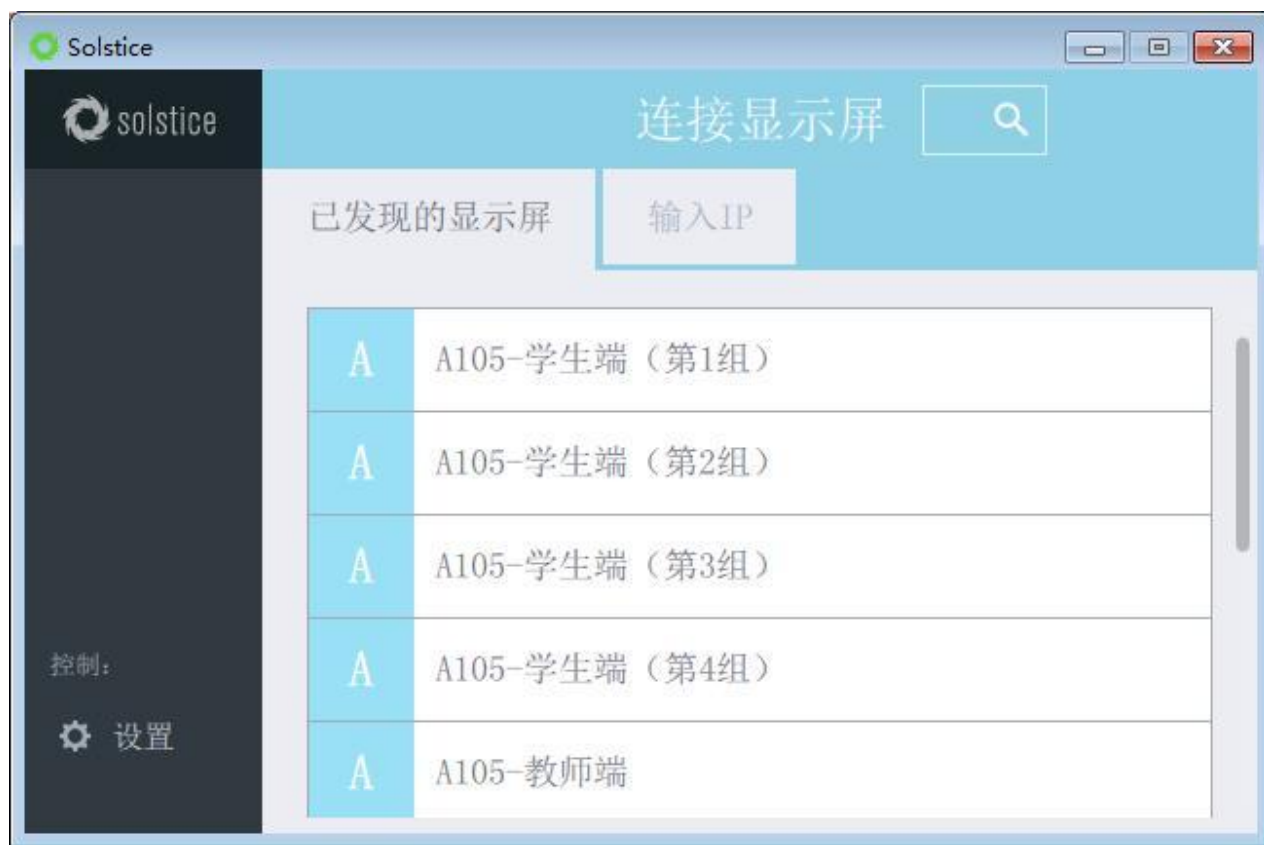 Solstice
solstice
连接显示屏
已发现的显示屏
输入IP
A A105-学生端（第1组）
A A105-学生端（第2组）
A A105-学生端（第3组）
A A105-学生端（第4组）
A A105-教师端
控制：
设置